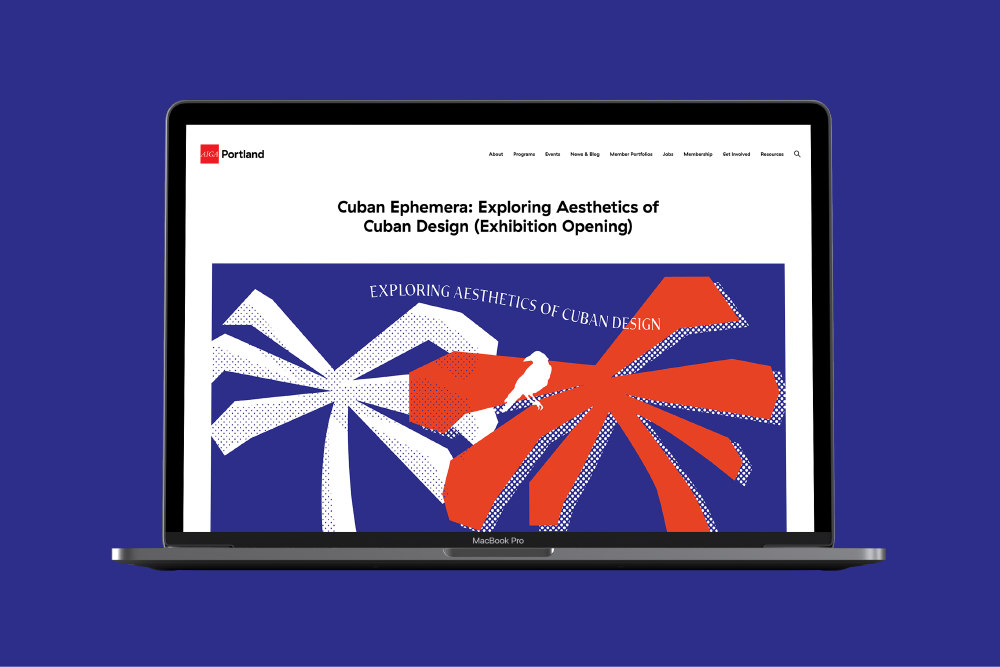 AIGA Portland
About Programs Events News & Blog Member Portfolios Jobs Membership Get Involved Resources
Cuban Ephemera: Exploring Aesthetics of
Cuban Design (Exhibition Opening)
EXPLORING AESTHETICS OF CUBAN DESIGN
MacBook Pro